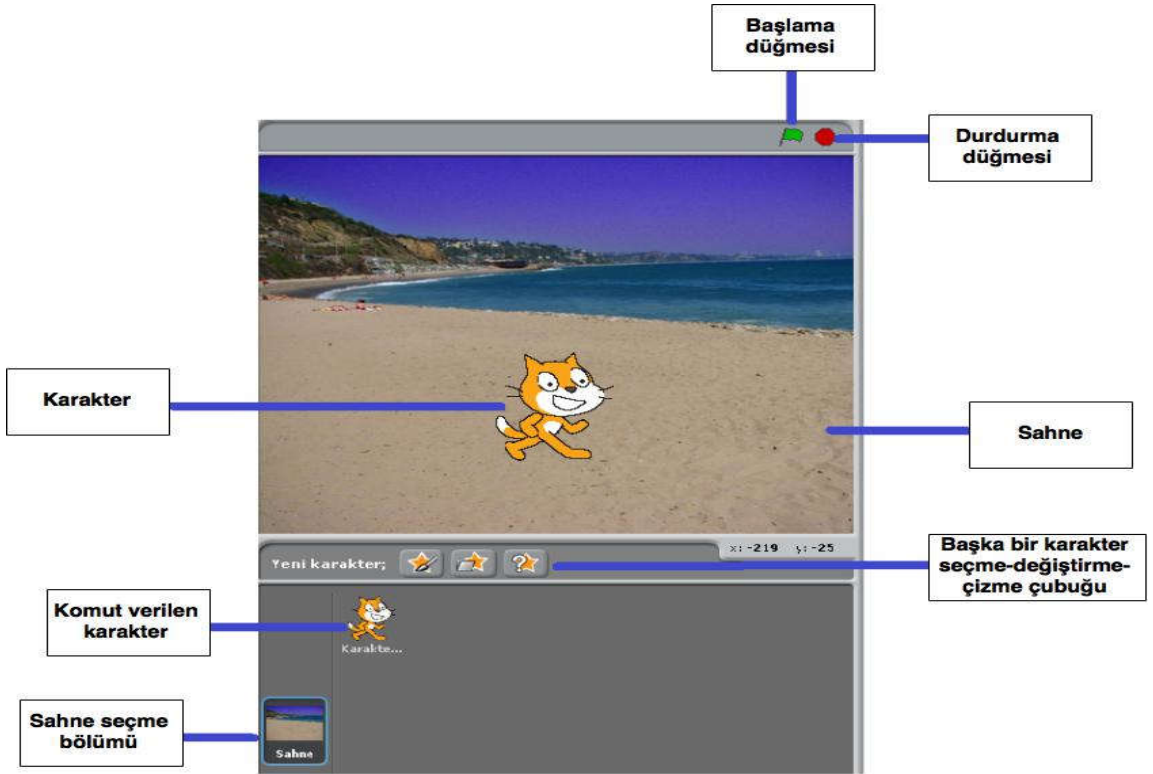 Başlama
düğmesi
Durdurma
düğmesi
Karakter
Sahne
x:-219 y:-25
Yeni karakter;
Başka bir karakter
seçme-değiştirme-
çizme çubuğu
Komut verilen
karakter
Karakte...
Sahne seçme
bölümü
Sahne